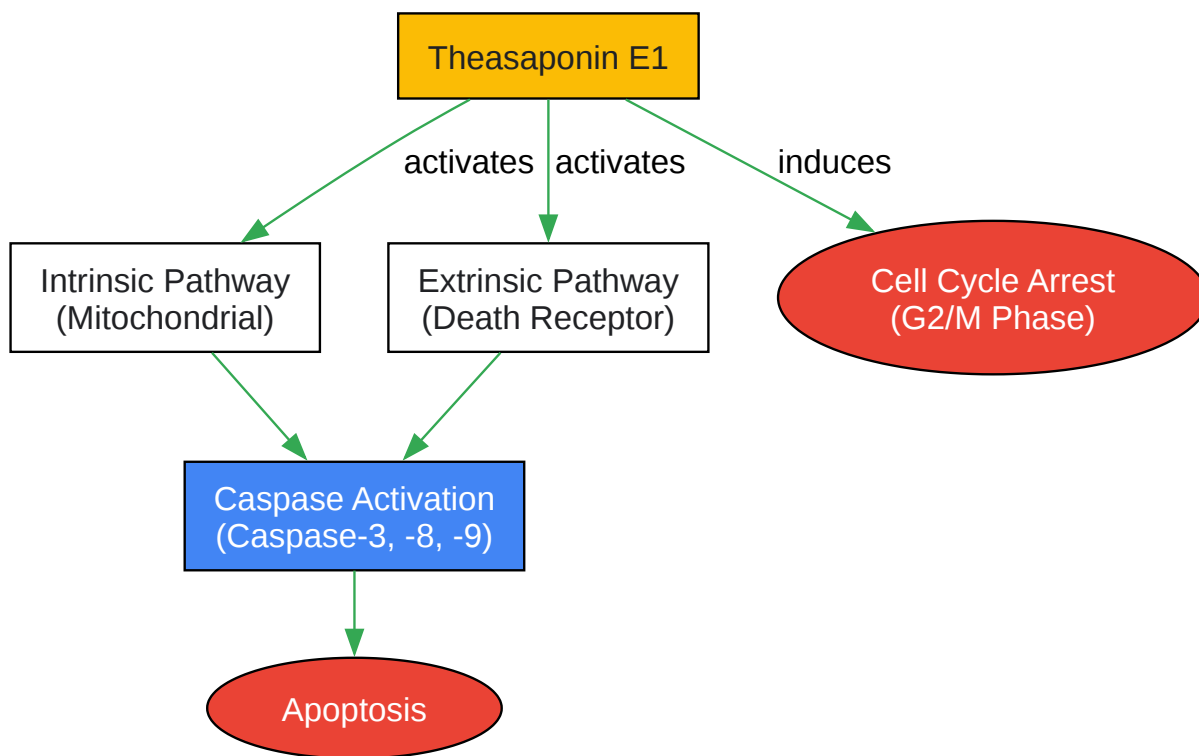 Theasaponin E1
activates
activates
induces
Intrinsic Pathway
(Mitochondrial)
Extrinsic Pathway
(Death Receptor)
Cell Cycle Arrest
(G2/M Phase)
Caspase Activation
(Caspase-3, -8, -9)
Apoptosis